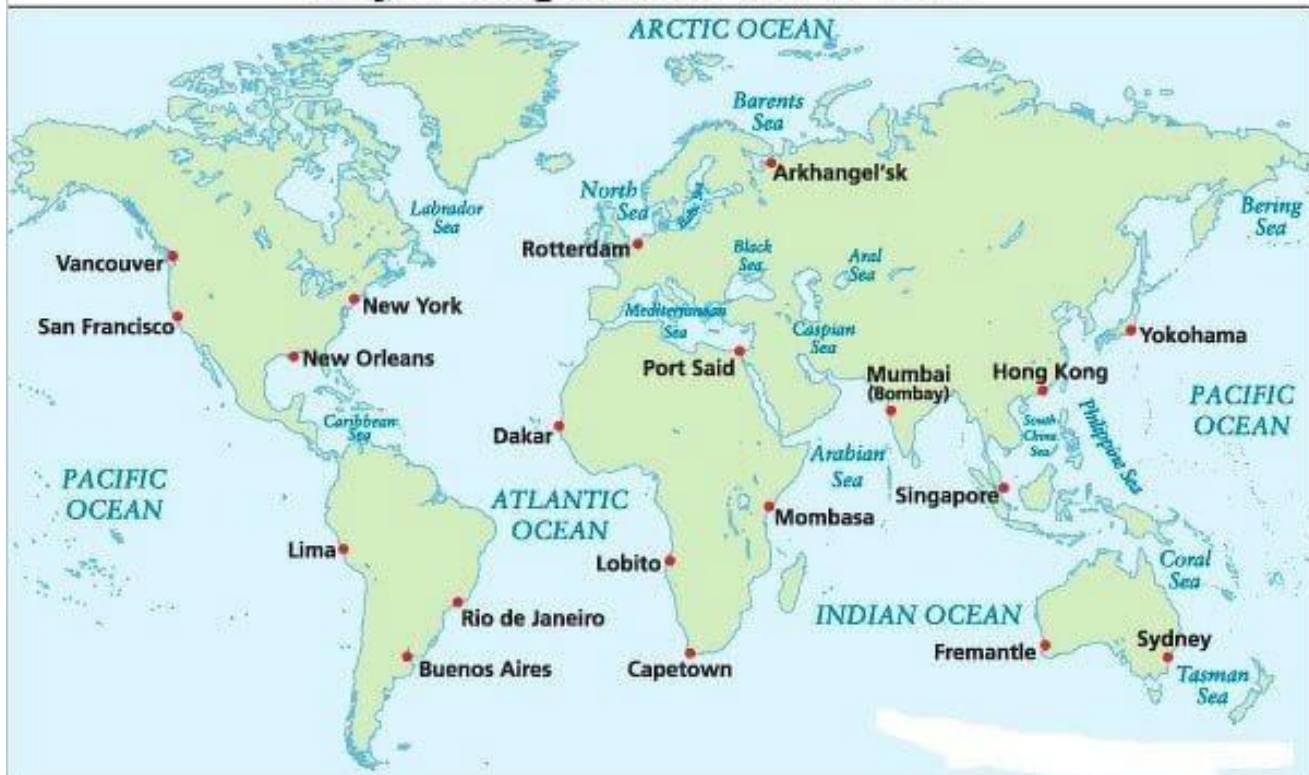 ARCTIC OCEAN
Barents
Sea
Arkhangel'sk
North
Sea
Baltic Sea
Labrador
Sea
Bering
Sea
Rotterdam
Black
Sea
Aral
Sea
Vancouver
New York
Mediterranean
Sea
Caspian
Sea
San Francisco
Yokohama
New Orleans
Port Said
Mumbai
(Bombay)
Hong Kong
PACIFIC
OCEAN
Caribbean
Sea
Dakar
Arabian
Sea
South
China
Sea
Philippine Sea
PACIFIC
OCEAN
ATLANTIC
OCEAN
Singapore
Mombasa
Lima
Lobito
Coral
Sea
Rio de Janeiro
INDIAN OCEAN
Buenos Aires
Capetown
Fremantle
Sydney
Tasman
Sea